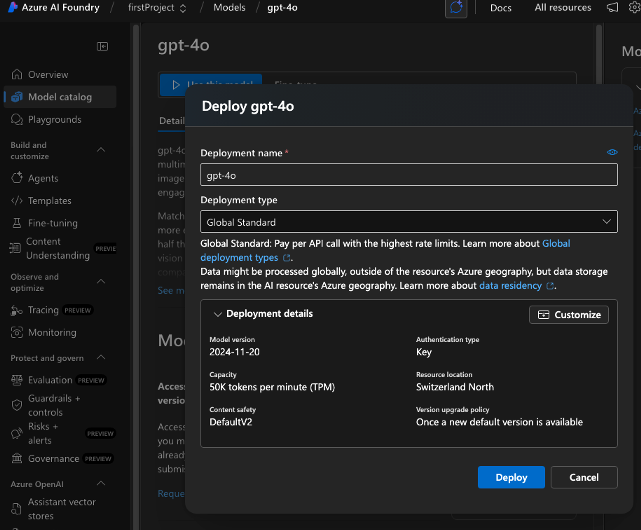 Azure AI Foundry / firstProject / Models / gpt-4o Docs All resources
gpt-4o
Use this model Fine-tune
Overview
Model catalog
Playgrounds
Build and
customize
Agents
Templates
Fine-tuning
Content
Understanding PREVIE
Observe and
optimize
Tracing PREVIEW
Monitoring
Protect and govern
Evaluation PREVIEW
Guardrails +
controls
Risks +
alerts PREVIEW
Governance PREVIEW
Azure OpenAI
Assistant vector
stores
Detai
gpt-4o
multim
image
engag
Match
more
half th
vision
See m
Mo
Acces
versio
Acces
you m
alread
submis
Reque
Mo
Deploy gpt-4o
Deployment name*
gpt-4o
Deployment type
Global Standard
Global Standard: Pay per API call with the highest rate limits. Learn more about Global
deployment types .
Data might be processed globally, outside of the resource's Azure geography, but data storage
remains in the AI resource's Azure geography. Learn more about data residency .
Deployment details
Customize
Model version
2024-11-20
Authentication type
Key
Capacity
50K tokens per minute (TPM)
Resource location
Switzerland North
Content safety
DefaultV2
Version upgrade policy
Once a new default version is available
Deploy
Cancel